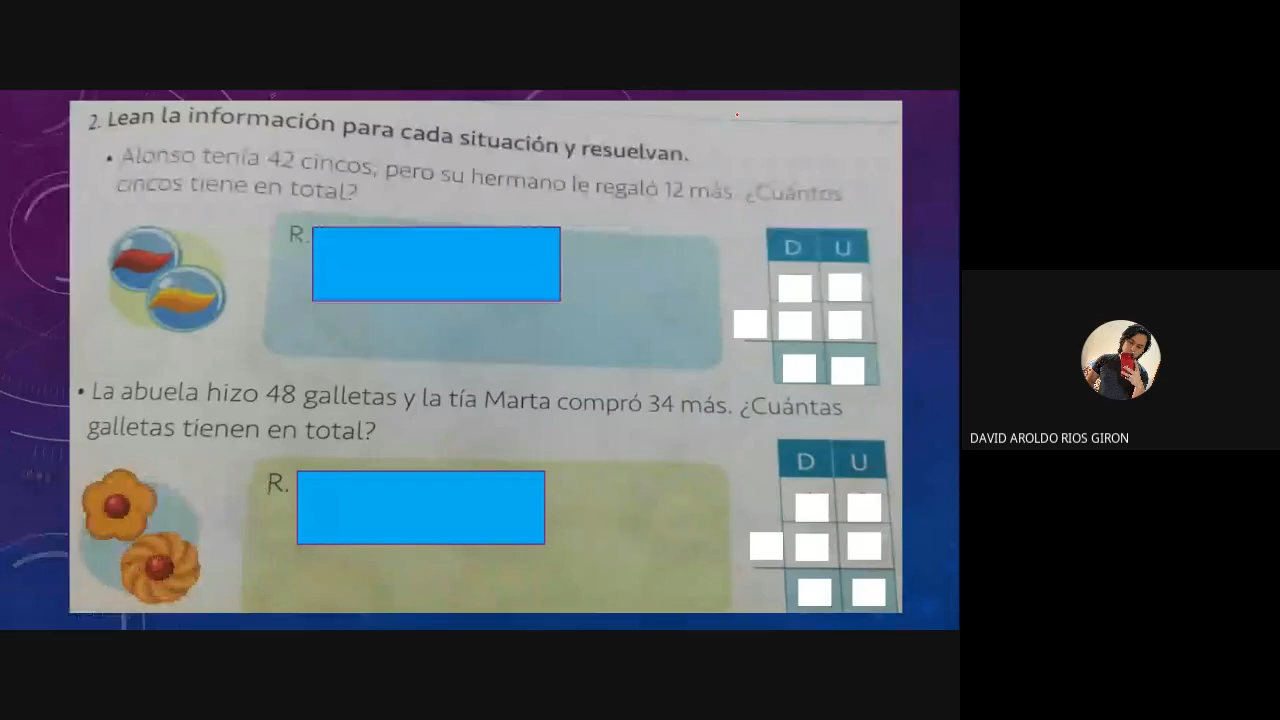 2. Lean la información para cada situación y resuelvan.
• Alonso tenía 42 cincos, pero su hermano le regaló 12 más. ¿Cuántos
cincos tiene en total?
R.
D U
• La abuela hizo 48 galletas y la tía Marta compró 34 más. ¿Cuántas
galletas tienen en total?
R.
D U
DAVID AROLDO RIOS GIRON